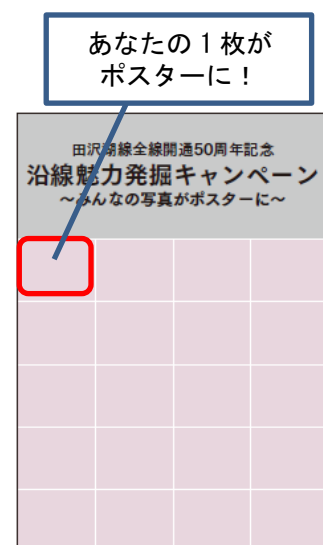 あなたの１枚が
ポスターに！
田沢湖線全線開通50周年記念
沿線魅力発掘キャンペーン
～みんなの写真がポスターに～